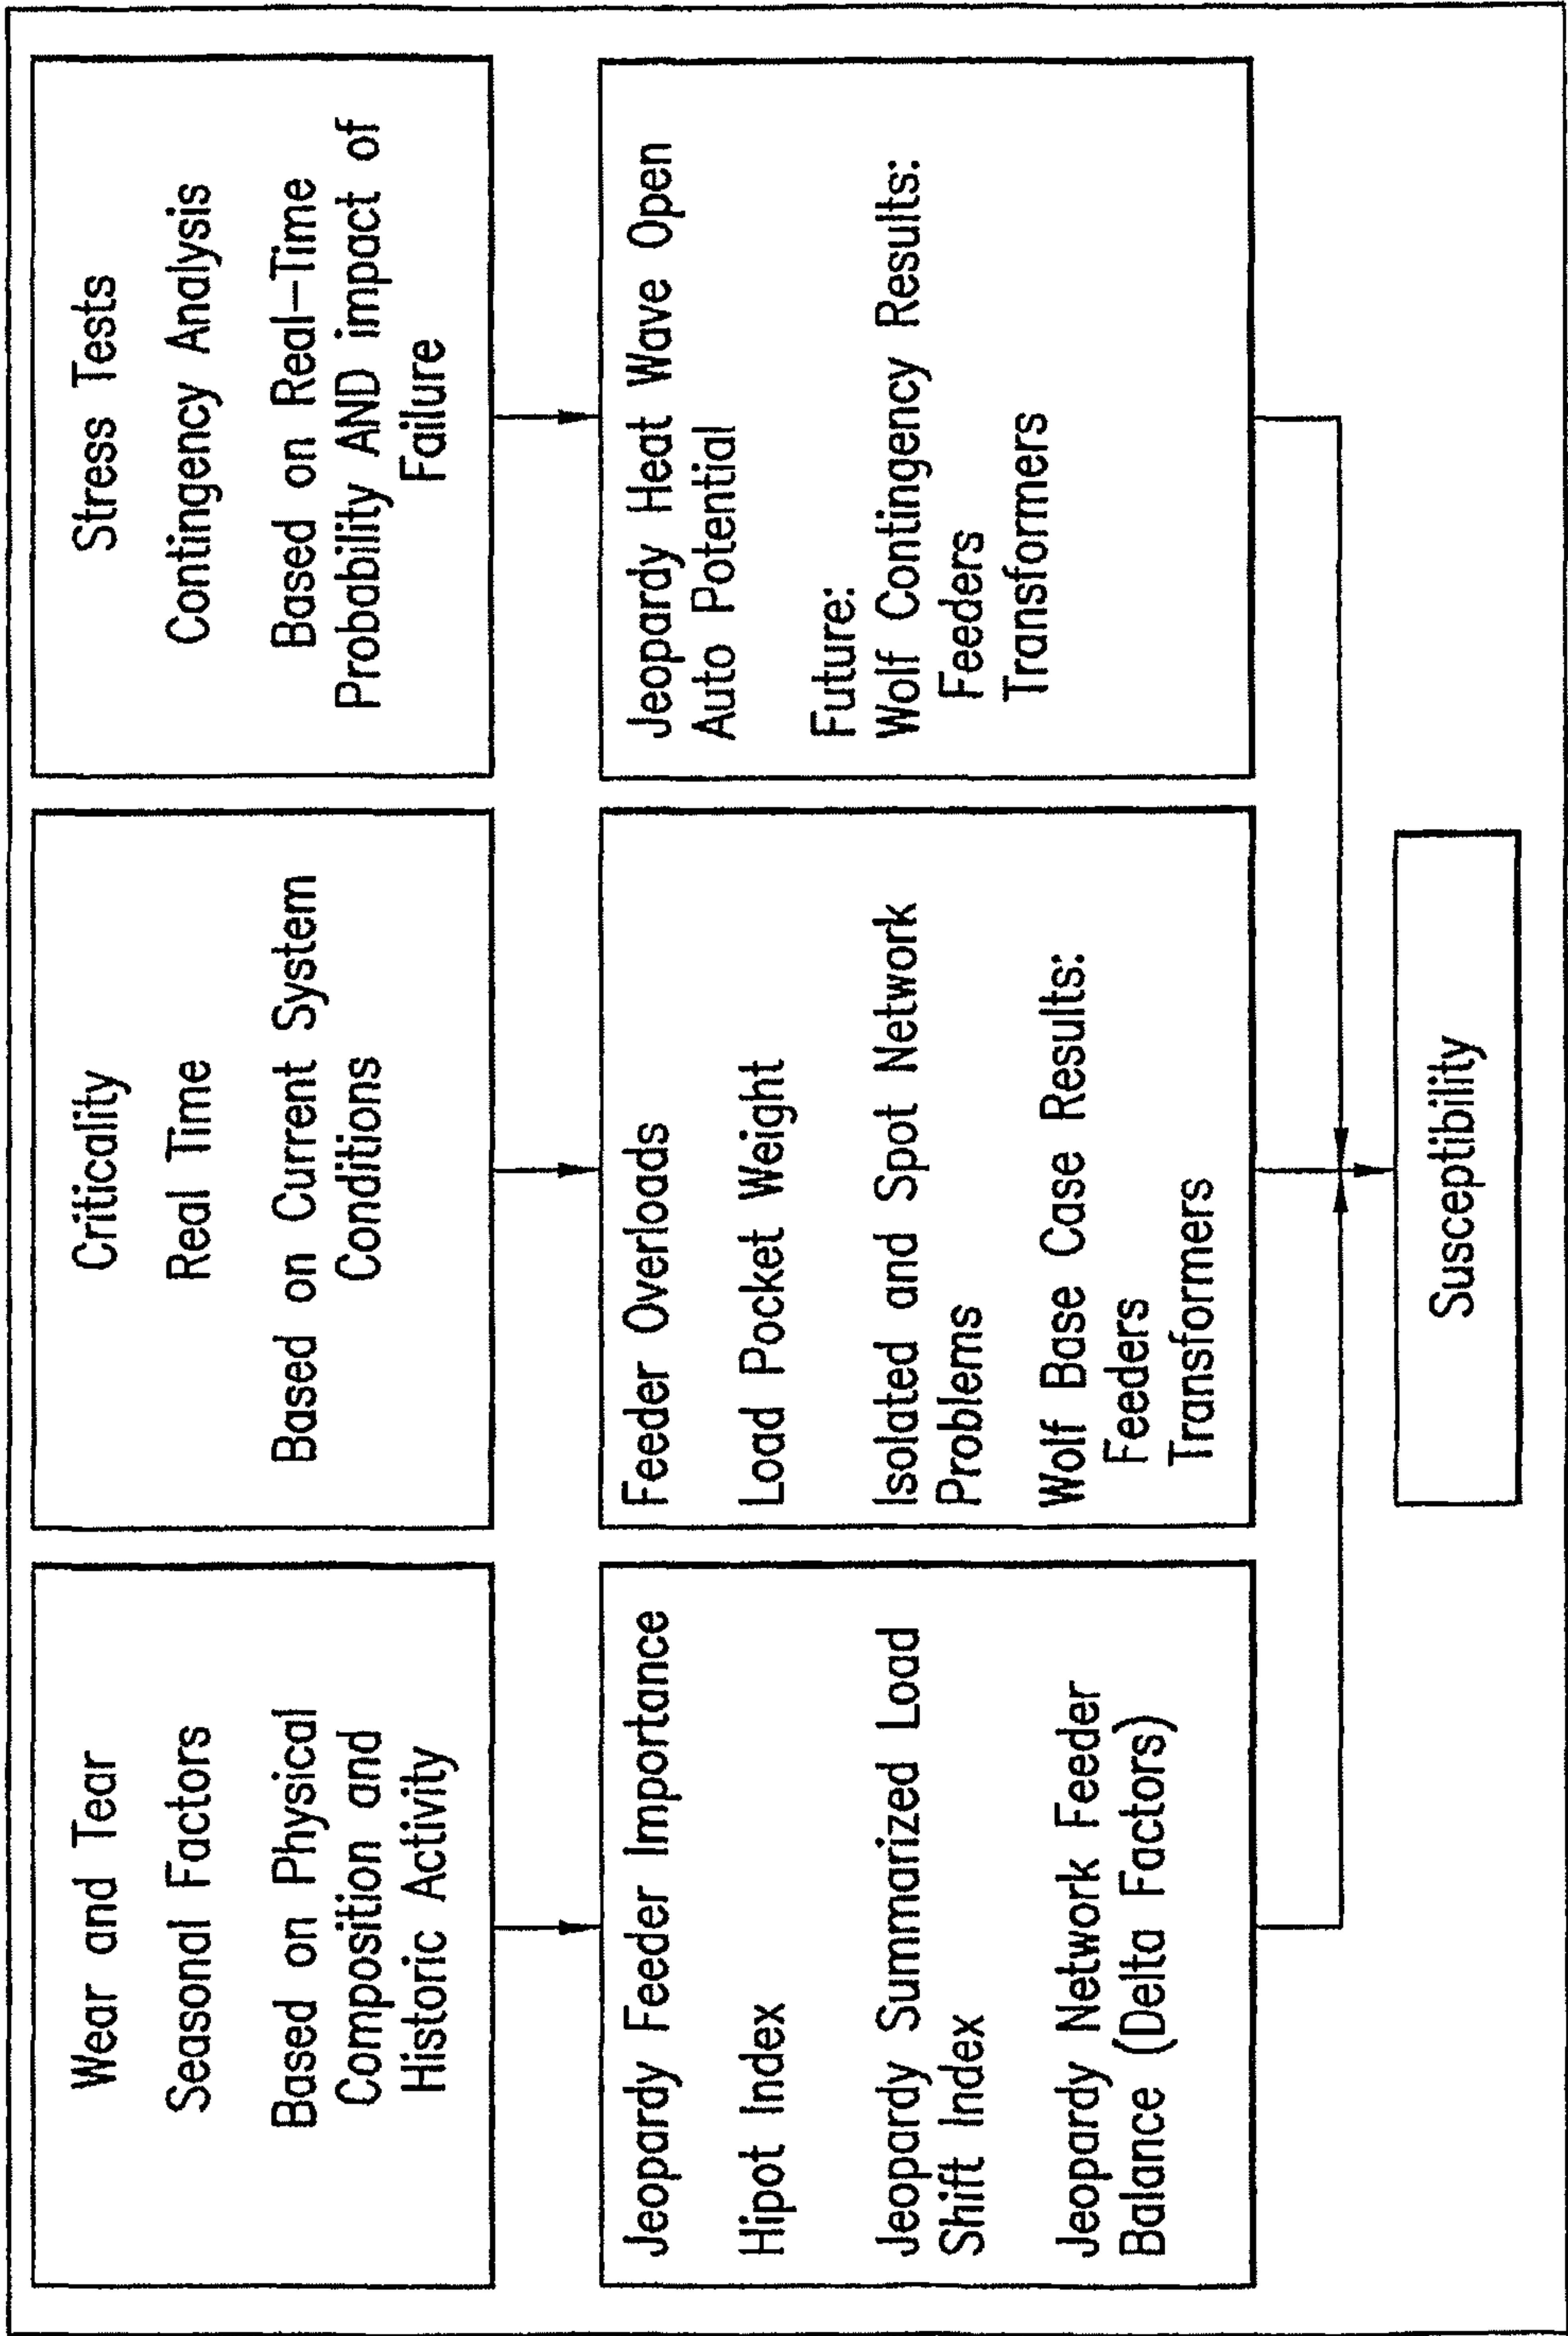 Wear and Tear
Seasonal Factors
Based on Physical
Composition and
Historic Activity
Jeopardy Feeder Importance
Hipot Index
Jeopardy Summarized Load
Shift Index
Jeopardy Network Feeder
Balance (Delta Factors)
Criticality
Real Time
Based on Current System
Conditions
Feeder Overloads
Load Pocket Weight
Isolated and Spot Network
Problems
Wolf Base Case Results:
Feeders
Transformers
Stress Tests
Contingency Analysis
Based on Real-Time
Probability AND impact of
Failure
Jeopardy Heat Wave Open
Auto Potential
Future:
Wolf Contingency Results:
Feeders
Transformers
Susceptibility